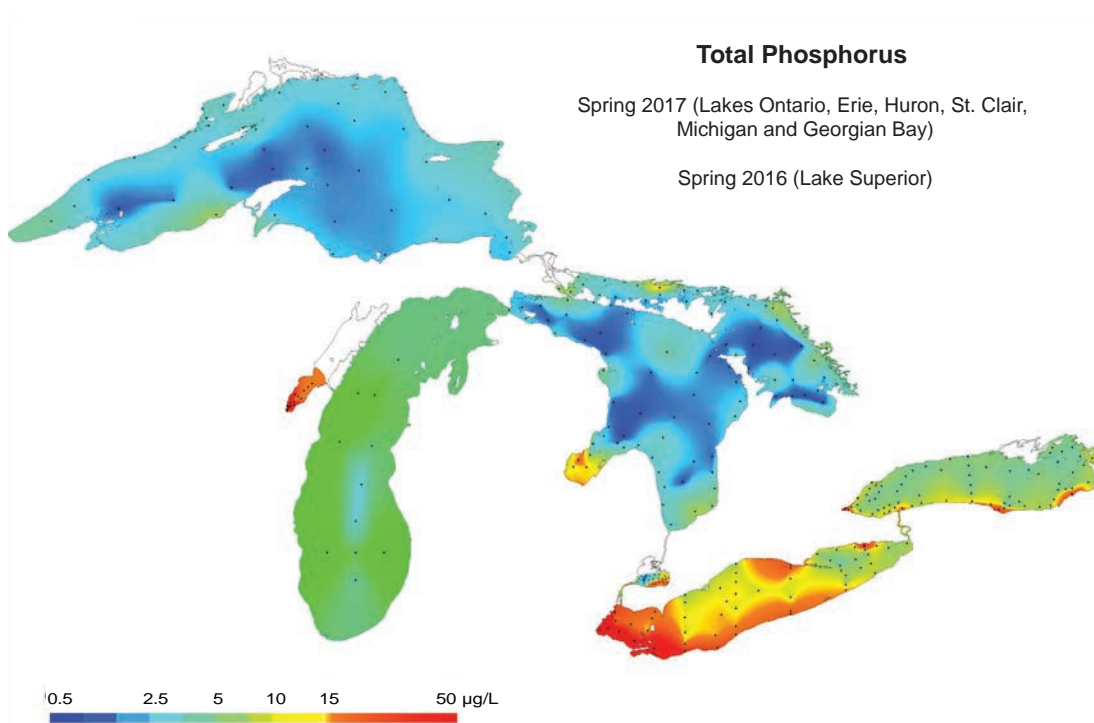 Total Phosphorus
Spring 2017 (Lakes Ontario, Erie, Huron, St. Clair,
Michigan and Georgian Bay)
Spring 2016 (Lake Superior)
0.5 2.5 5 10 15 50 µg/L